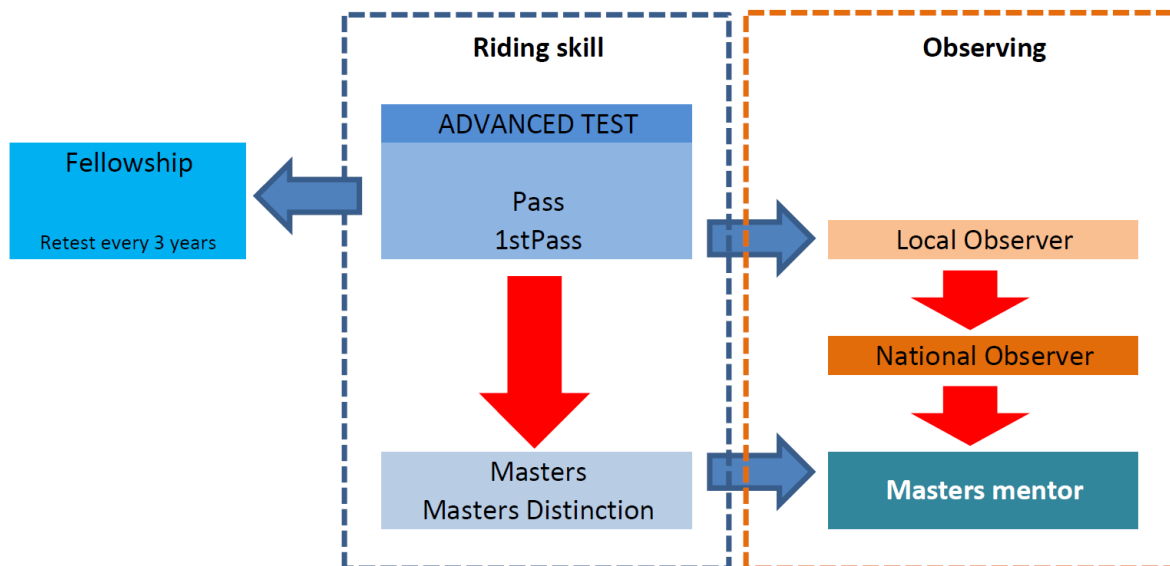 Riding skill
Observing
ADVANCED TEST
Fellowship
Retest every 3 years
Pass
1stPass
Local Observer
National Observer
Masters
Masters Distinction
Masters mentor